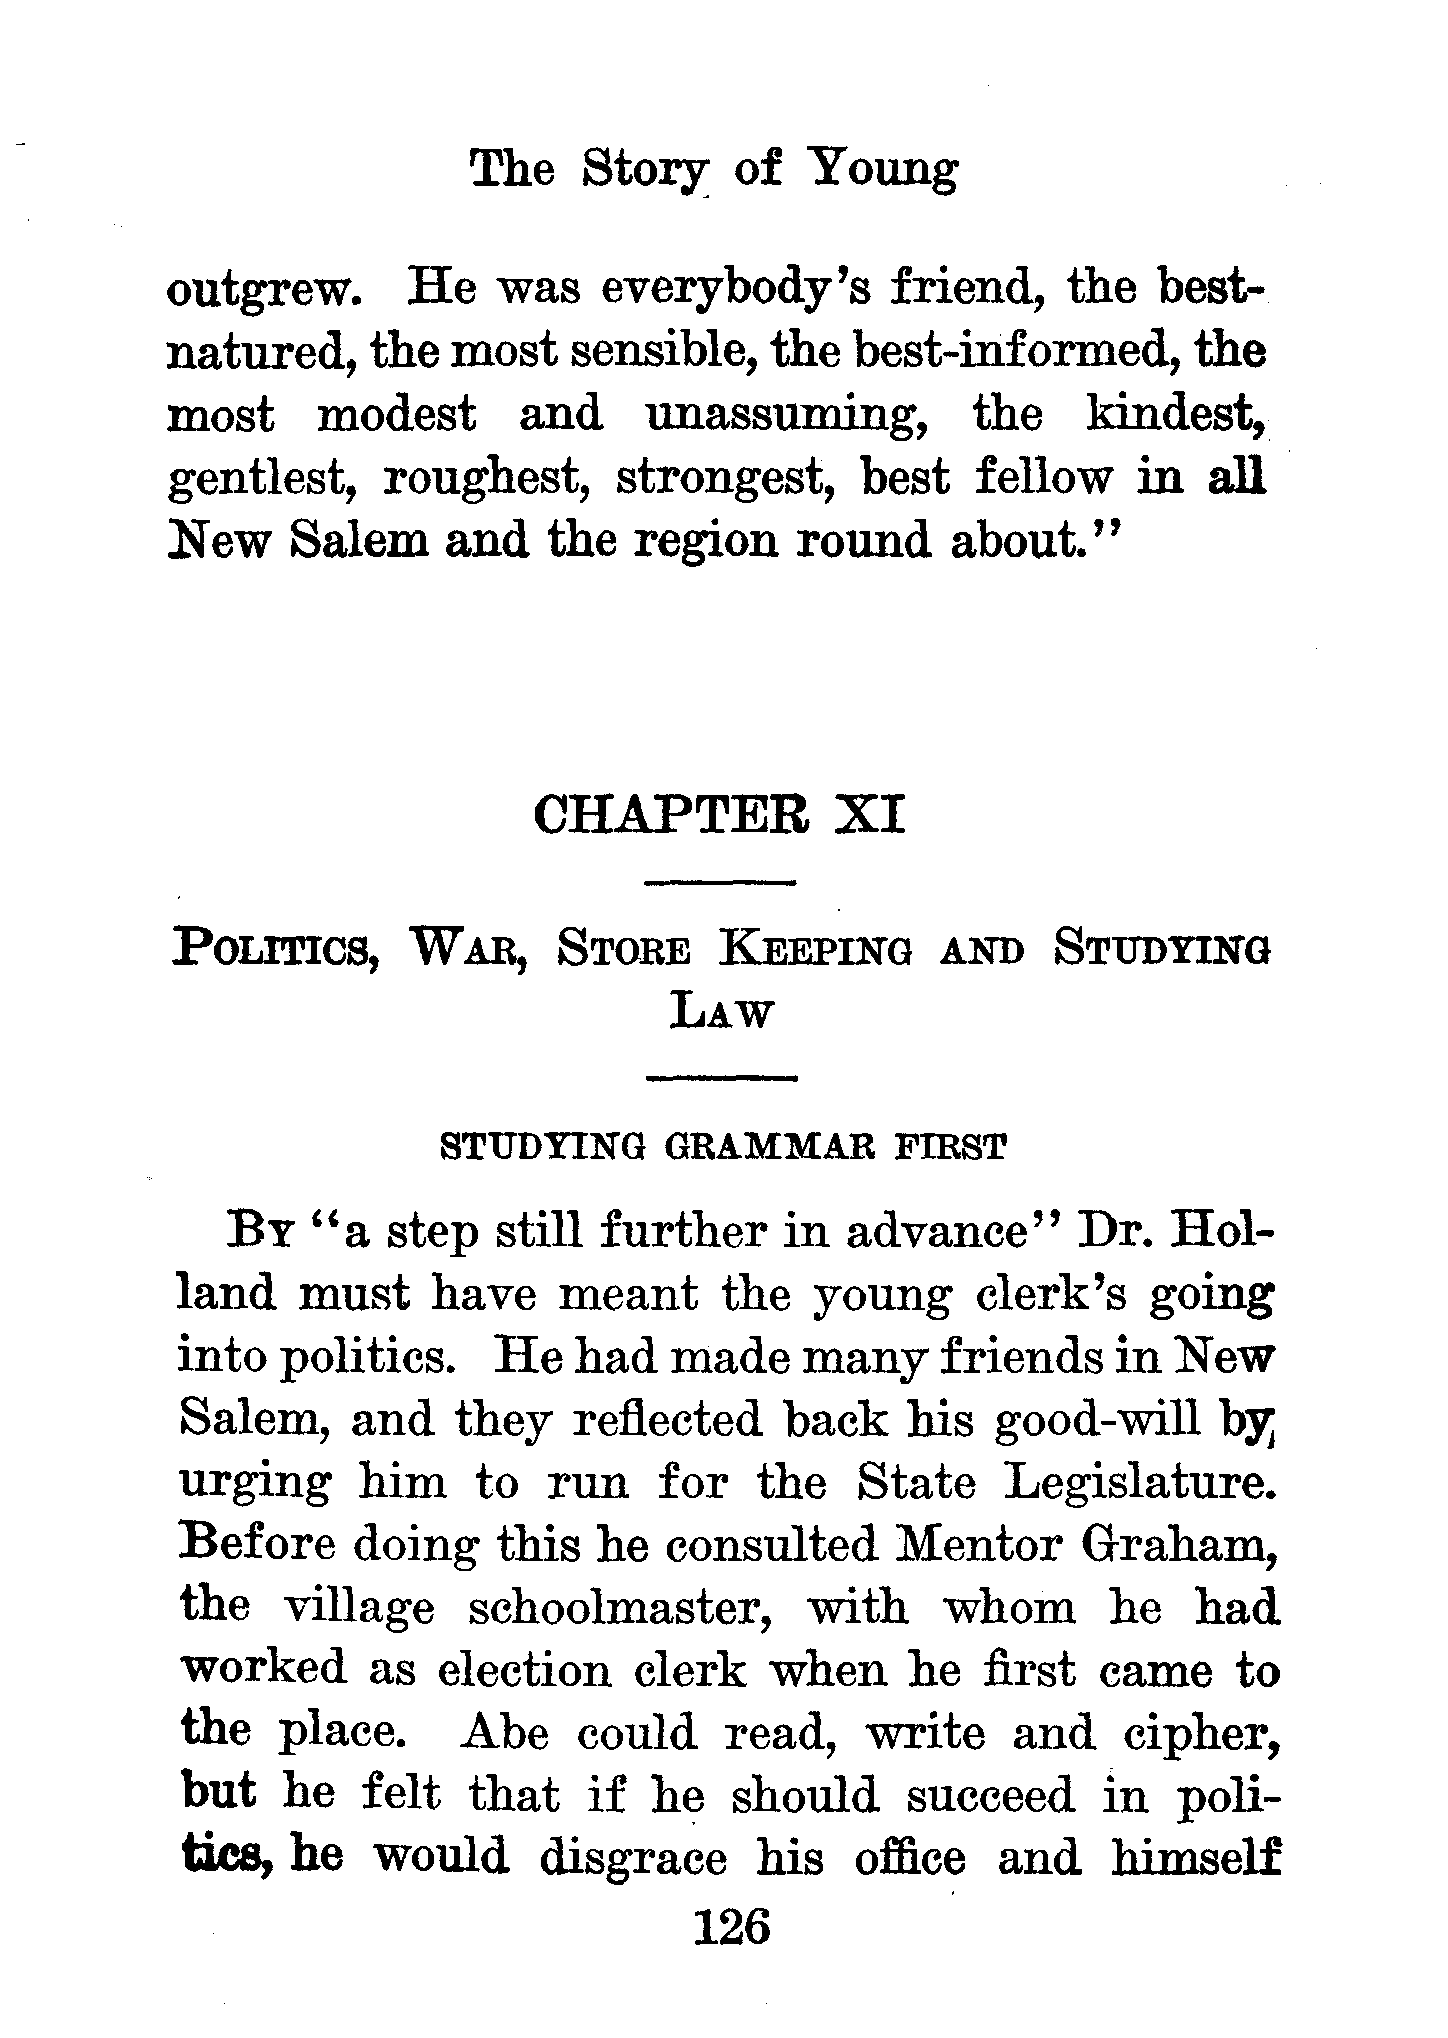 The Story of Young
outgrew. He was everybody's friend, the best-
natured, the most sensible, the best-informed, the
most modest and unassuming, the kindest,
gentlest, roughest, strongest, best fellow in all
New Salem and the region round about."
CHAPTER XI
Politics, War, Store Keeping and Studying
Law
STUDYING GRAMMAR FIRST
By "a step still further in advance" Dr. Hol-
land must have meant the young clerk's going
into politics. He had made many friends in New
Salem, and they reflected back his good-will by
urging him to run for the State Legislature.
Before doing this he consulted Mentor Graham,
the village schoolmaster, with whom he had
worked as election clerk when he first came to
the place. Abe could read, write and cipher,
but he felt that if he should succeed in poli-
tics, he would disgrace his office and himself
126